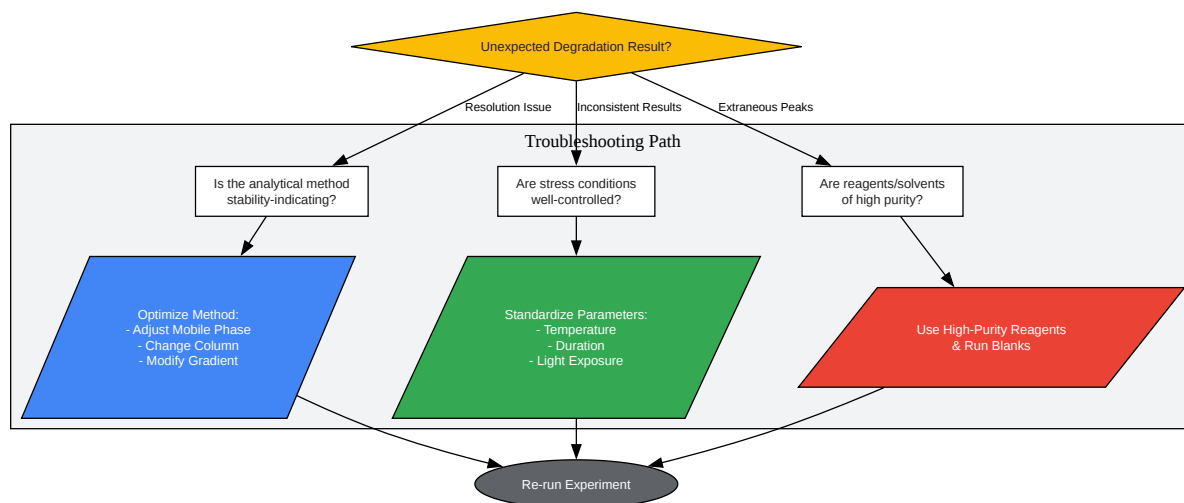 Unexpected Degradation Result?
Resolution Issue
Inconsistent Results
Extraneous Peaks
Troubleshooting Path
Is the analytical method
stability-indicating?
Are stress conditions
well-controlled?
Are reagents/solvents
of high purity?
Optimize Method:
- Adjust Mobile Phase
- Change Column
- Modify Gradient
Standardize Parameters:
- Temperature
- Duration
- Light Exposure
Use High-Purity Reagents
& Run Blanks
Re-run Experiment